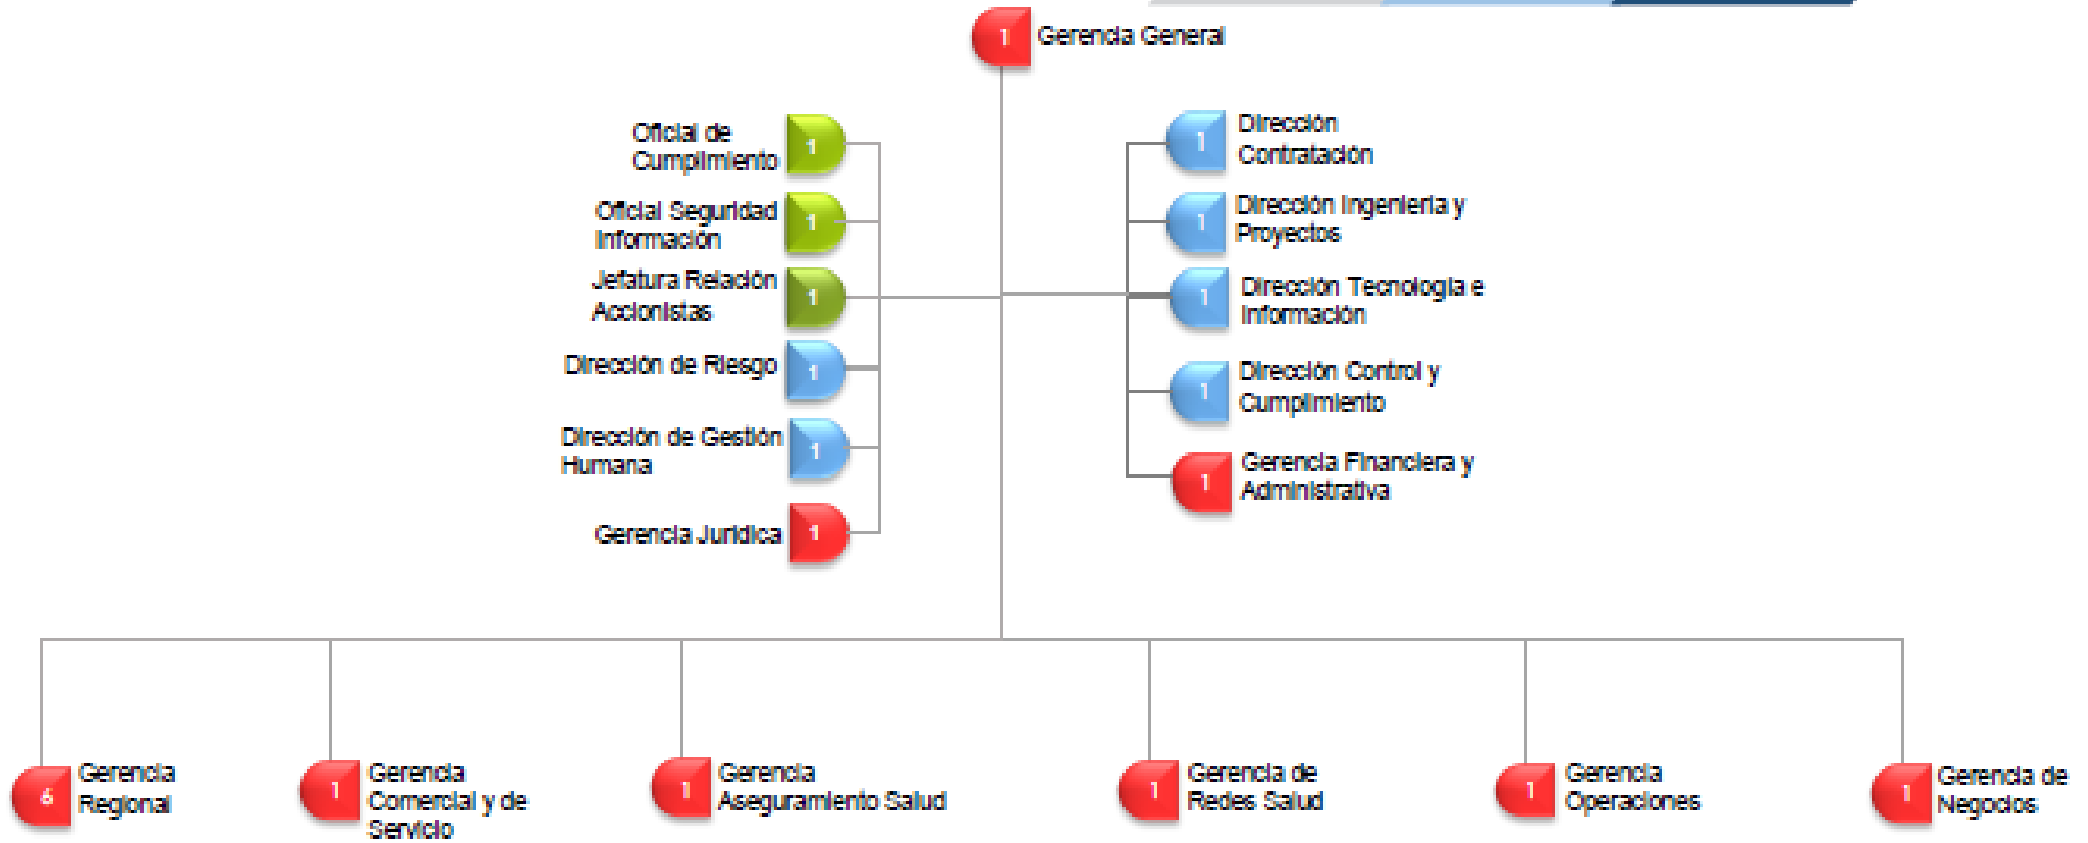 1 Gerencia General
Oficial de
Cumplimiento 1
Oficial Seguridad
Información 1
Jefatura Relación
Accionistas 1
Dirección de Riesgo 1
Dirección de Gestión
Humana 1
Gerencia Juridica 1
1 Dirección
Contratación
1 Dirección Ingenieria y
Proyectos
1 Dirección Tecnologia e
Información
1 Dirección Control y
Cumplimiento
1 Gerencia Financiera y
Administrativa
6 Gerencia
Regional
1 Gerencia
Comercial y de
Servicio
1 Gerencia
Aseguramiento Salud
1 Gerencia de
Redes Salud
1 Gerencia
Operaciones
1 Gerencia de
Negocios